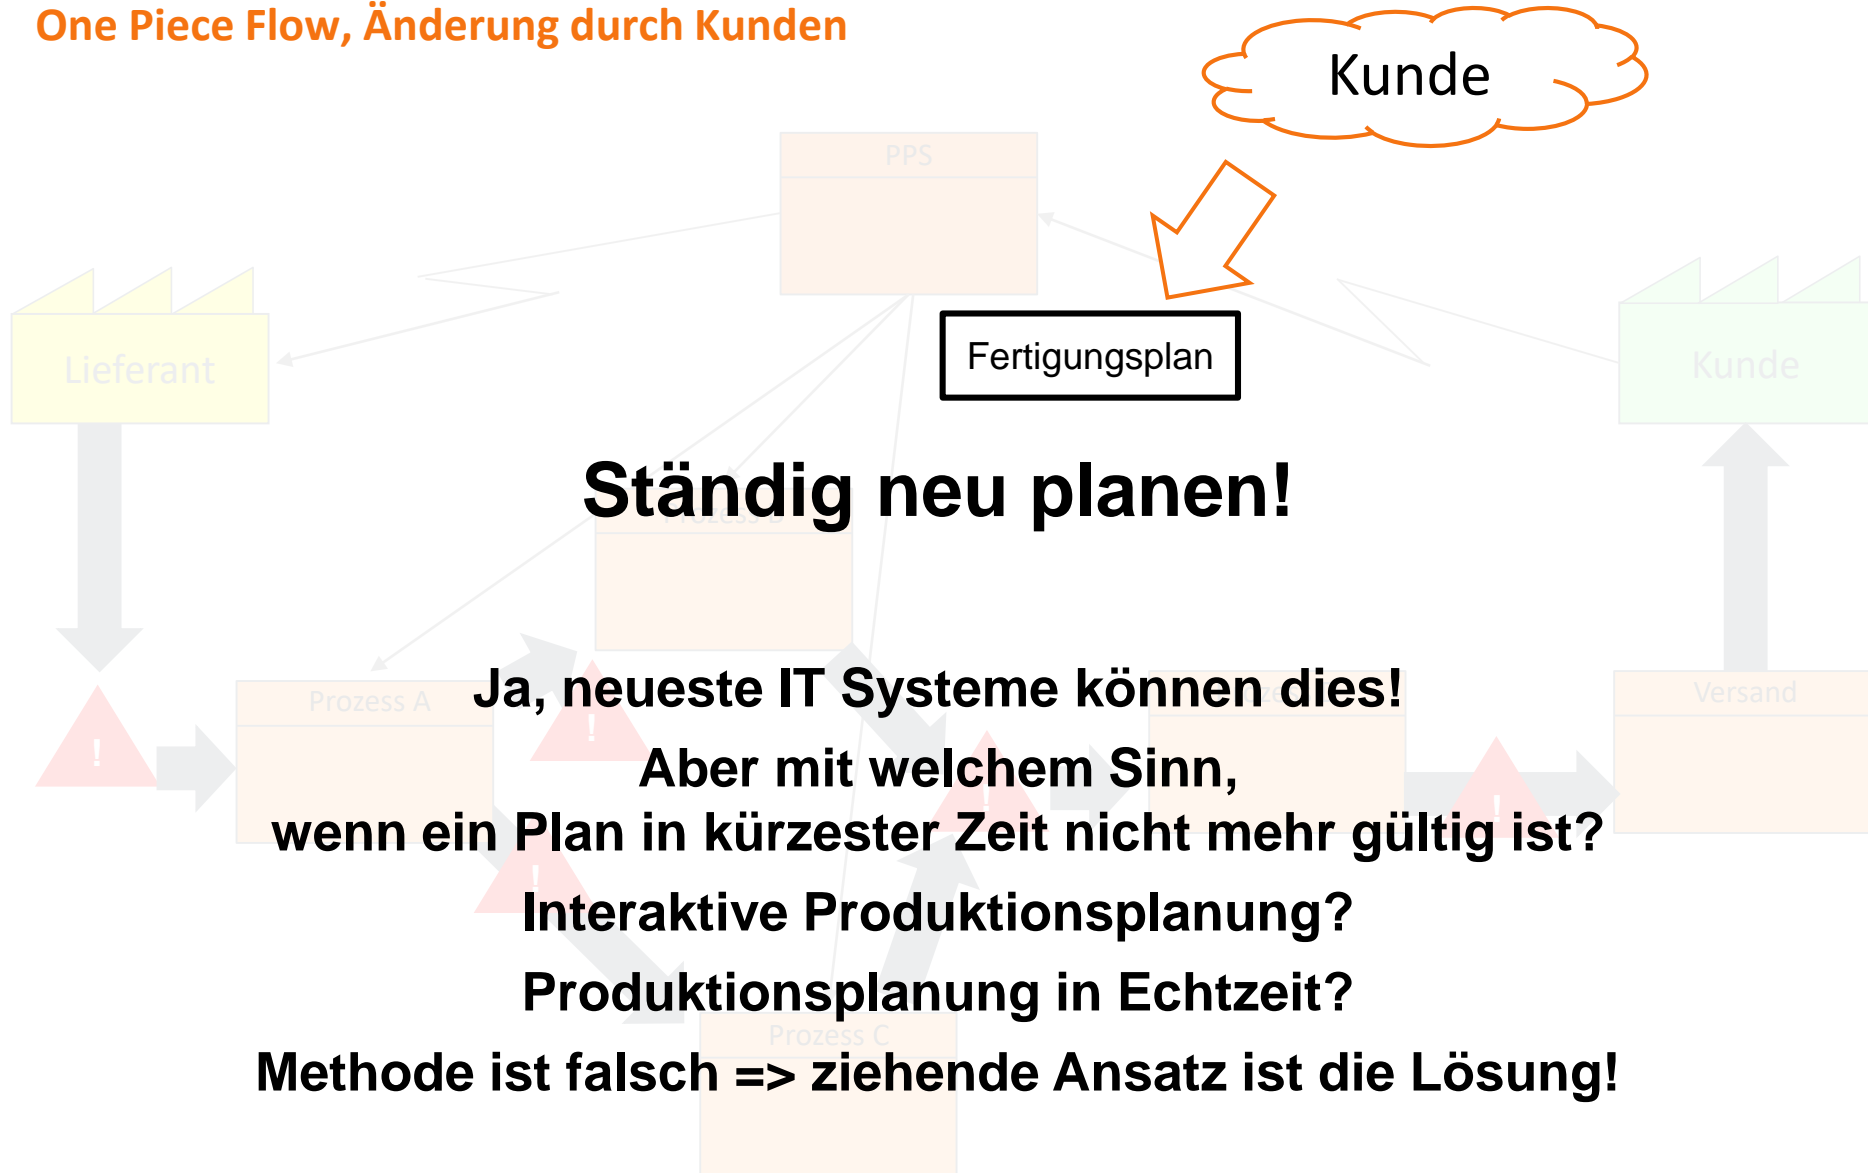 One Piece Flow, Änderung durch Kunden
Kunde
PPS
Lieferant
Fertigungsplan
Kunde
Ständig neu planen!
Prozess B
Ja, neueste IT Systeme können dies!
Prozess A
Versand
!
!
Aber mit welchem Sinn,
!
!
wenn ein Plan in kürzester Zeit nicht mehr gültig ist?
!
Interaktive Produktionsplanung?
Produktionsplanung in Echtzeit?
Prozess C
Methode ist falsch => ziehende Ansatz ist die Lösung!